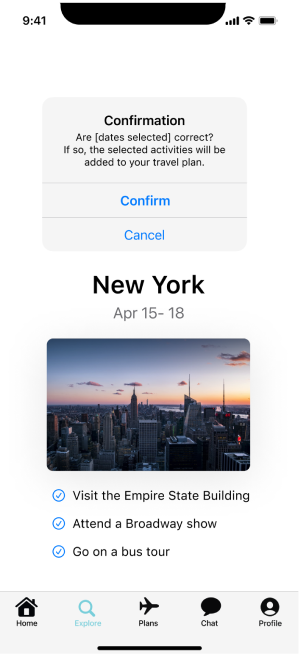 9:41
Confirmation
Are [dates selected] correct?
If so, the selected activities will be
added to your travel plan.
Confirm
Cancel
New York
Apr 15- 18
Visit the Empire State Building
Attend a Broadway show
Go on a bus tour
Home
Explore
Plans
Chat
Profile